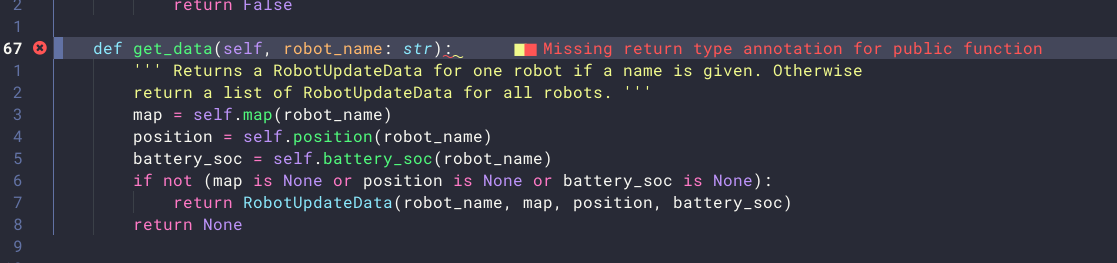 2 return False
1
67 def get_data(self, robot_name: str): Missing return type annotation for public function
1 ''' Returns a RobotUpdateData for one robot if a name is given. Otherwise
2 return a list of RobotUpdateData for all robots. '''
3 map = self.map(robot_name)
4 position = self.position(robot_name)
5 battery_soc = self.battery_soc(robot_name)
6 if not (map is None or position is None or battery_soc is None):
7 return RobotUpdateData(robot_name, map, position, battery_soc)
8 return None
9